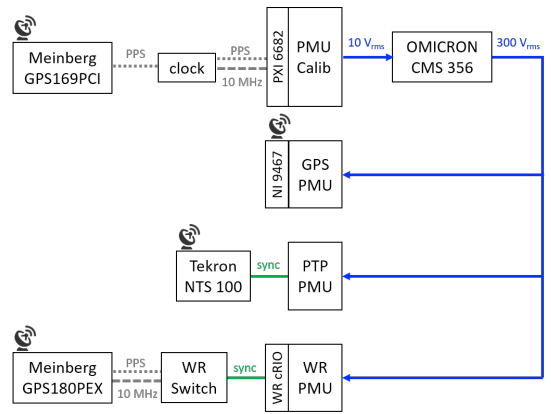 Meinberg
GPS169PCI
PPS
clock
PPS
10 MHz
PXI 6682
PMU
Calib
10 Vrms
OMICRON
CMS 356
300 Vrms
NI 9467
GPS
PMU
Tekron
NTS 100
sync
PTP
PMU
Meinberg
GPS180PEX
PPS
10 MHz
WR
Switch
sync
WR cRIO
WR
PMU